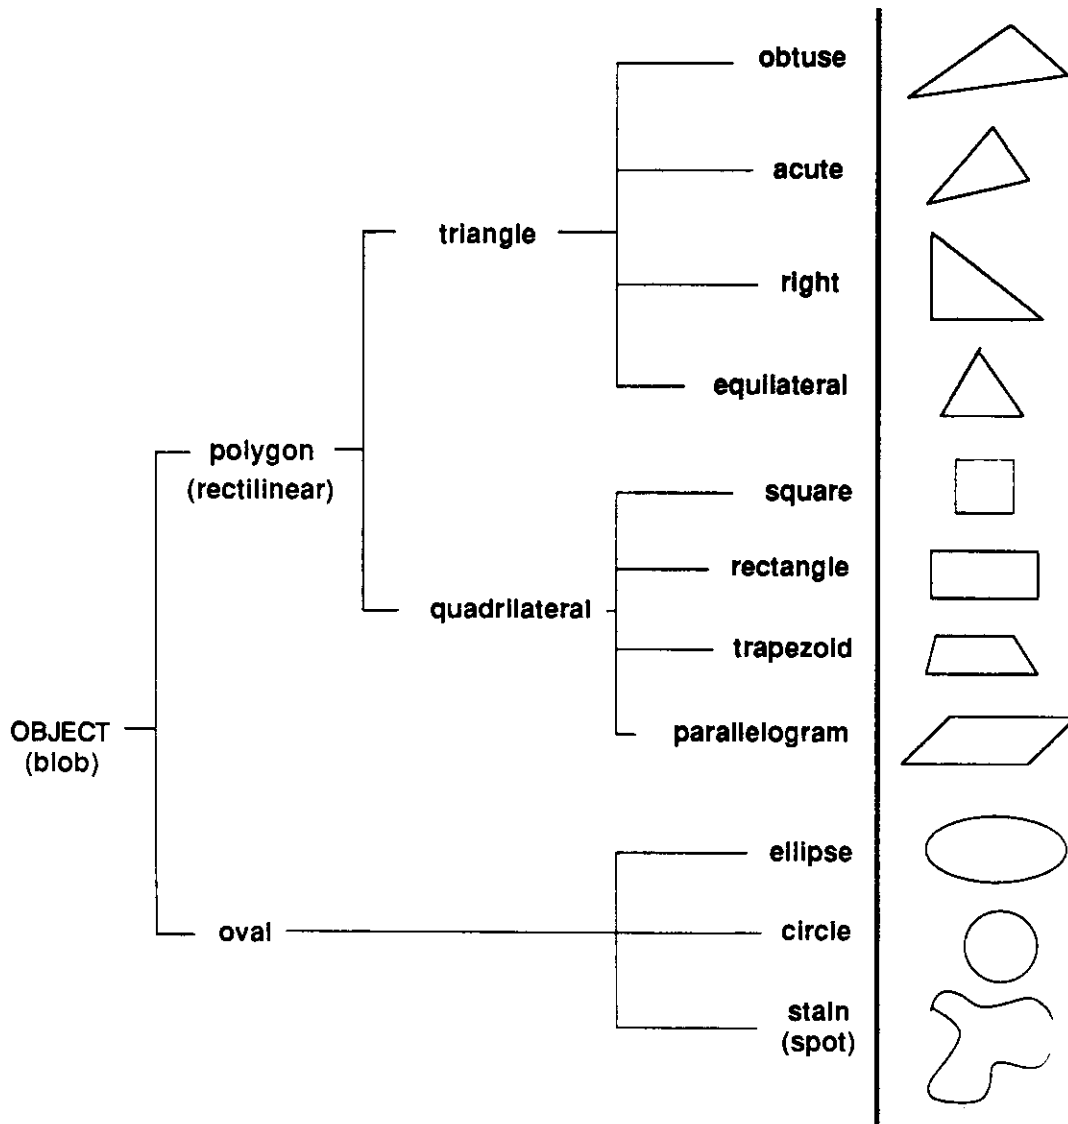 obtuse
acute
triangle
right
equilateral
polygon
(rectilinear)
square
rectangle
quadrilateral
trapezoid
OBJECT
(blob)
parallelogram
ellipse
oval
circle
stain
(spot)